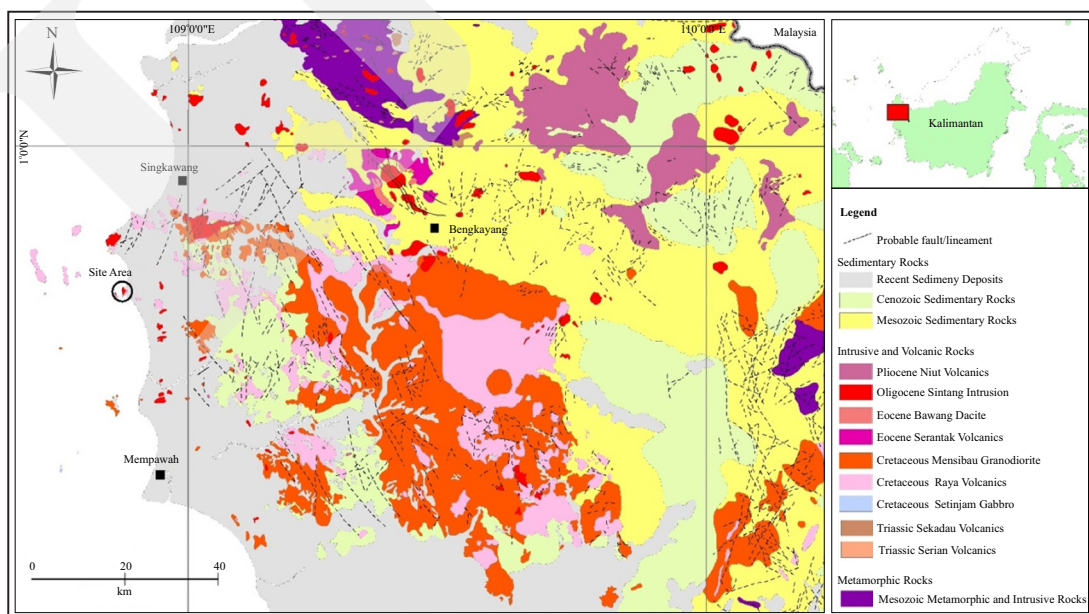 109°0'0"E
110°0'0"E
Malaysia
N
1°0'0"N
Singkawang
Bengkayang
Site Area
Mempawah
0 20 40
km
Kalimantan
Legend
Probable fault/lineament
Sedimentary Rocks
Recent Sedimeny Deposits
Cenozoic Sedimentary Rocks
Mesozoic Sedimentary Rocks
Intrusive and Volcanic Rocks
Pliocene Niut Volcanics
Oligocene Sintang Intrusion
Eocene Bawang Dacite
Eocene Serantak Volcanics
Cretaceous Mensibau Granodiorite
Cretaceous Raya Volcanics
Cretaceous Setinjam Gabbro
Triassic Sekadau Volcanics
Triassic Serian Volcanics
Metamorphic Rocks
Mesozoic Metamorphic and Intrusive Rocks